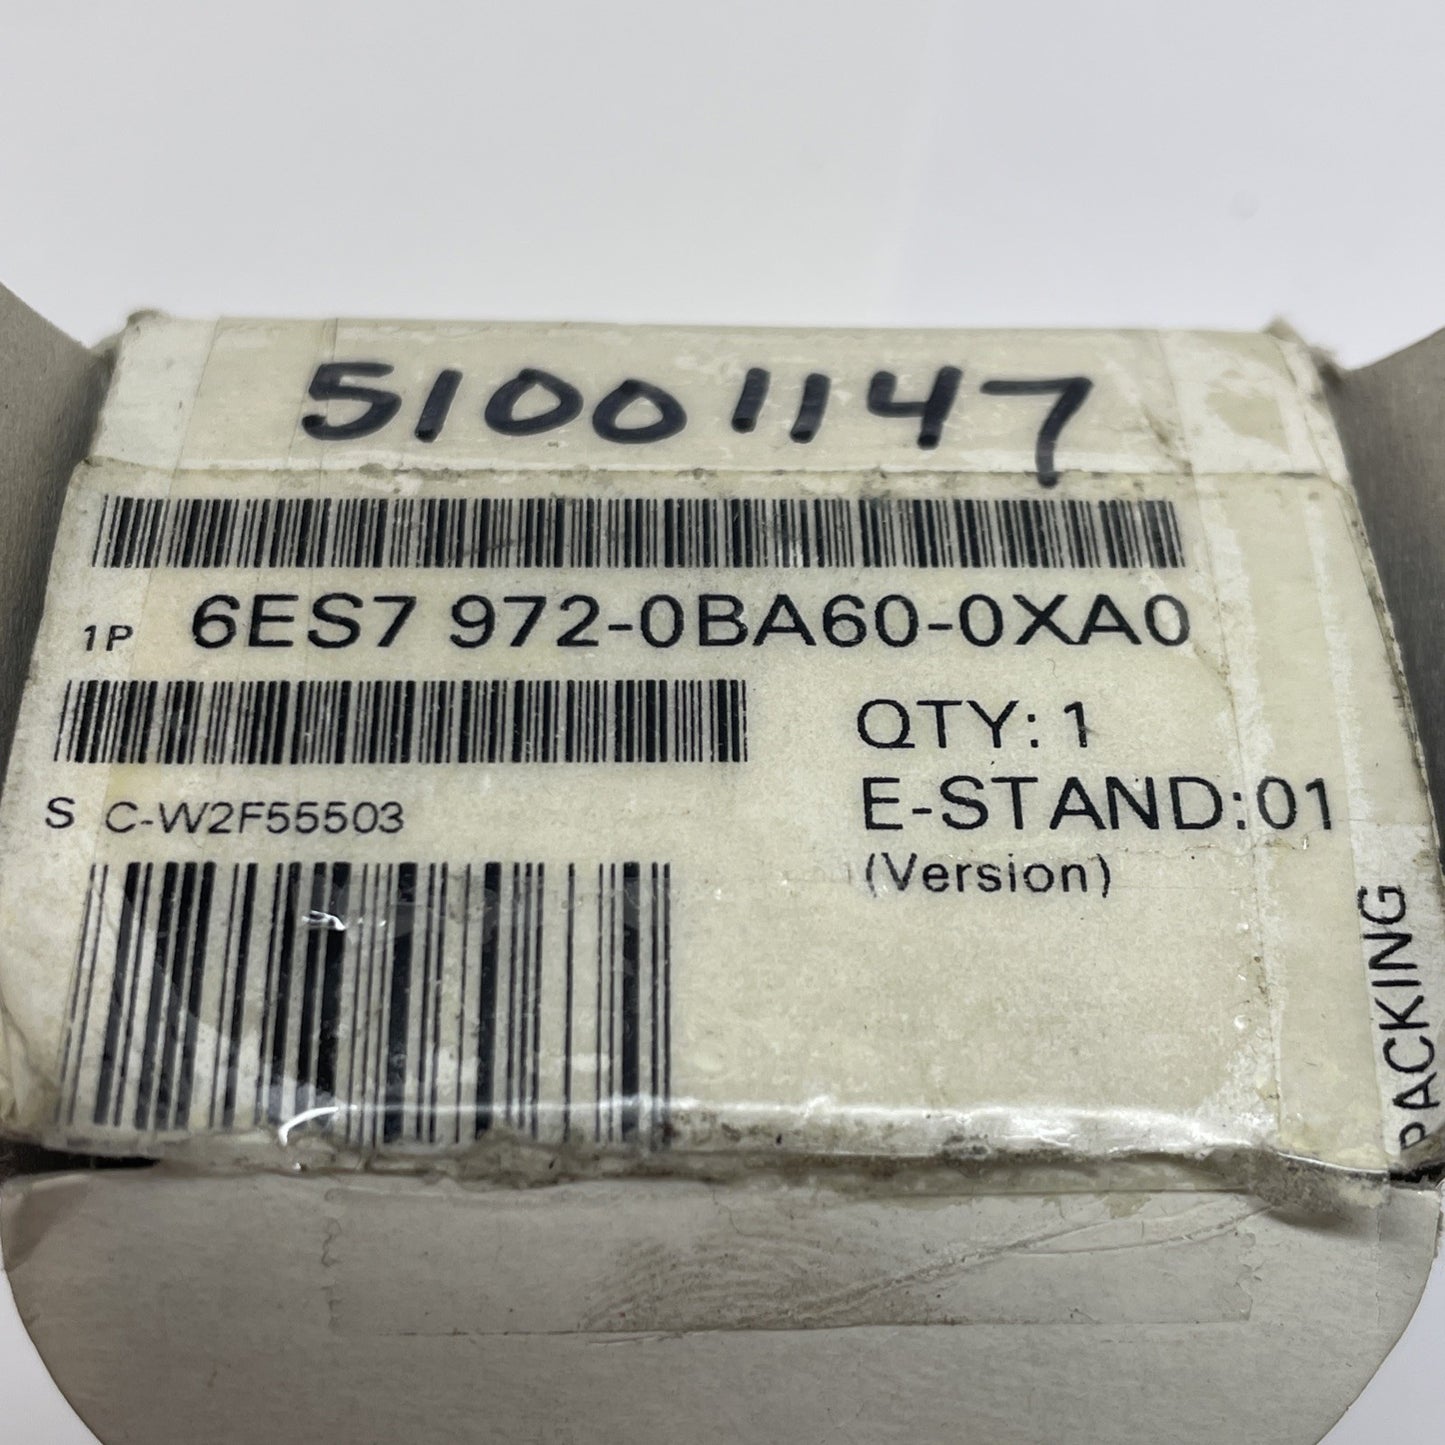 51001147
1P 6ES7 972-0BA60-0XA0
QTY: 1
S C-W2F55503
E-STAND:01
(Version)
PACKING